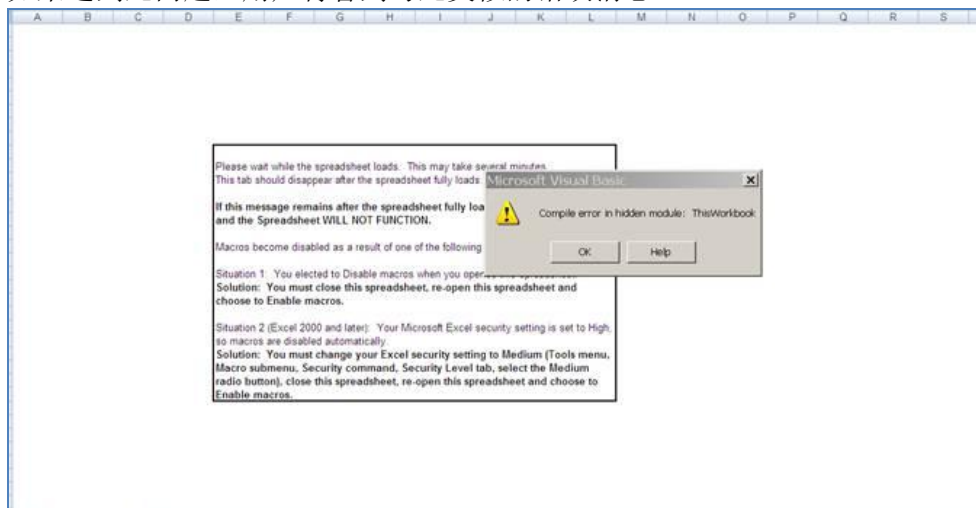 A B C D E F G H I J K L M N O P Q R S
Please wait while the spreadsheet loads. This may take several minutes.
This tab should disappear after the spreadsheet fully loads.
If this message remains after the spreadsheet fully loa
and the Spreadsheet WILL NOT FUNCTION.
Macros become disabled as a result of one of the following
Situation 1: You elected to Disable macros when you opened this spreadsheet.
Solution: You must close this spreadsheet, re-open this spreadsheet and
choose to Enable macros.
Situation 2 (Excel 2000 and later): Your Microsoft Excel security setting is set to High,
so macros are disabled automatically.
Solution: You must change your Excel security setting to Medium (Tools menu,
Macro submenu, Security command, Security Level tab, select the Medium
radio button), close this spreadsheet, re-open this spreadsheet and choose to
Enable macros.
Microsoft Visual Basic
Compile error in hidden module: ThisWorkbook
OK
Help